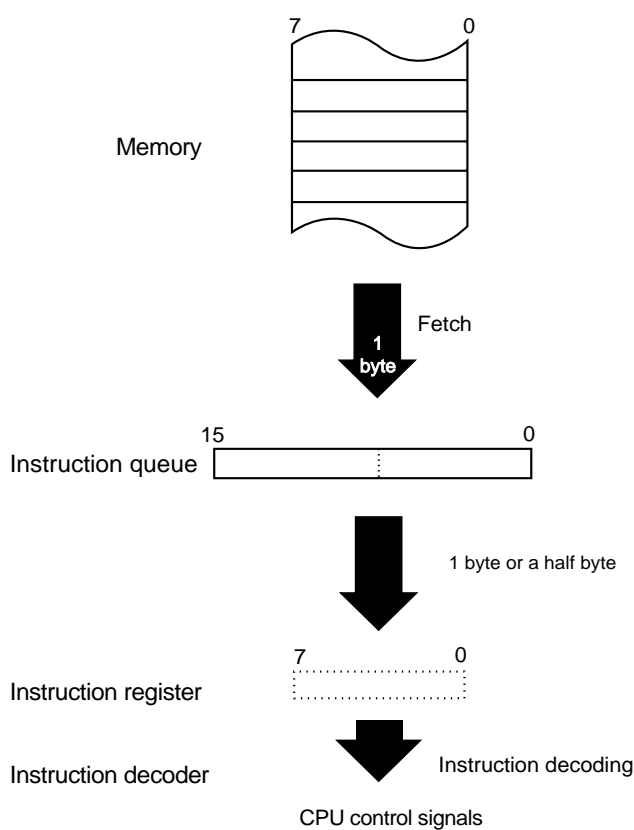 7 0
Memory
Fetch
1
byte
15 0
Instruction queue
1 byte or a half byte
7 0
Instruction register
Instruction decoding
Instruction decoder
CPU control signals